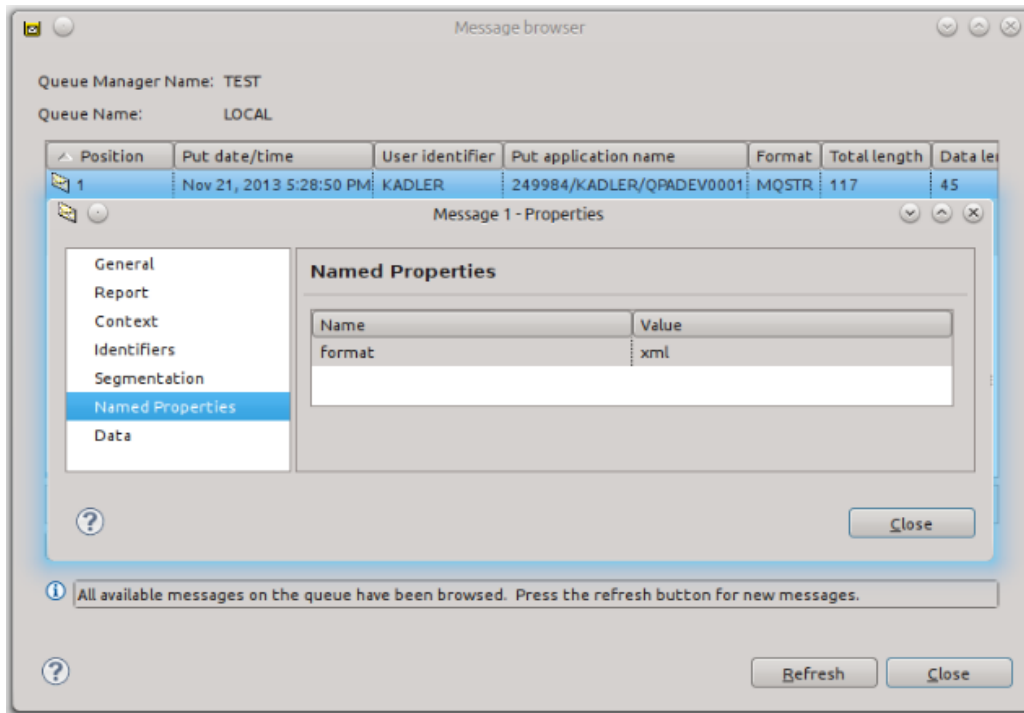 Message browser
Queue Manager Name: TEST
Queue Name: LOCAL
Position Put date/time User identifier Put application name Format Total length Data le
1 Nov 21, 2013 5:28:50 PM KADLER 249984/KADLER/QPADEV0001 MQSTR 117 45
Message 1 - Properties
General
Report
Context
Identifiers
Segmentation
Named Properties
Data
Named Properties
Name Value
format xml
? Close
All available messages on the queue have been browsed. Press the refresh button for new messages.
? Refresh Close